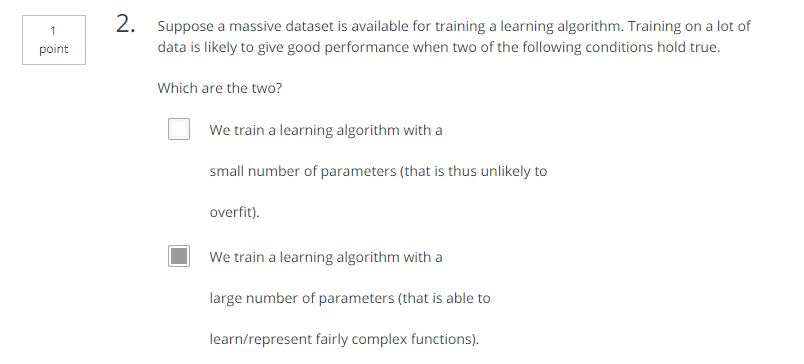 1
point
2.
Suppose a massive dataset is available for training a learning algorithm. Training on a lot of
data is likely to give good performance when two of the following conditions hold true.
Which are the two?
We train a learning algorithm with a
small number of parameters (that is thus unlikely to
overfit).
We train a learning algorithm with a
large number of parameters (that is able to
learn/represent fairly complex functions).